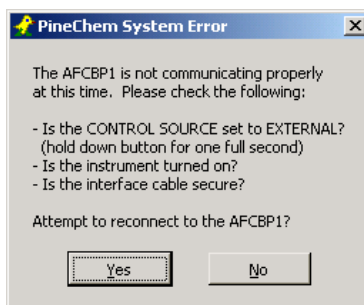 PineChem System Error
The AFCBP1 is not communicating properly
at this time. Please check the following:
- Is the CONTROL SOURCE set to EXTERNAL?
(hold down button for one full second)
- Is the instrument turned on?
- Is the interface cable secure?
Attempt to reconnect to the AFCBP1?
Yes No